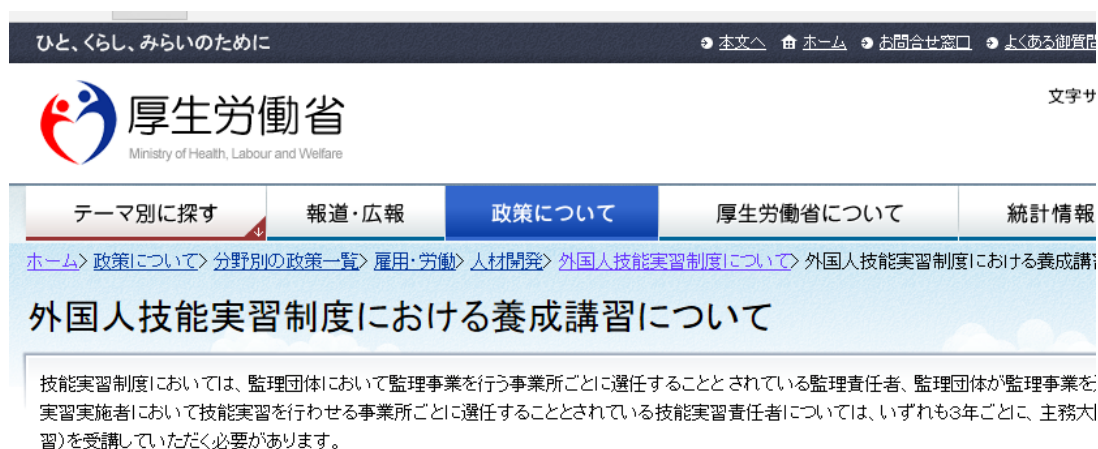 ひと、くらし、みらいのために
本文へ ホーム お問合せ窓口 よくある御質問
厚生労働省
Ministry of Health, Labour and Welfare
文字サ
テーマ別に探す 報道・広報 政策について 厚生労働省について 統計情報
ホーム> 政策について> 分野別の政策一覧> 雇用・労働> 人材開発> 外国人技能実習制度について> 外国人技能実習制度における養成講
外国人技能実習制度における養成講習について
技能実習制度においては、監理団体において監理事業を行う事業所ごとに選任することとされている監理責任者、監理団体が監理事業を
実習実施者において技能実習を行わせる事業所ごとに選任することとされている技能実習責任者については、いずれも3年ごとに、主務大
習)を受講していただく必要があります。